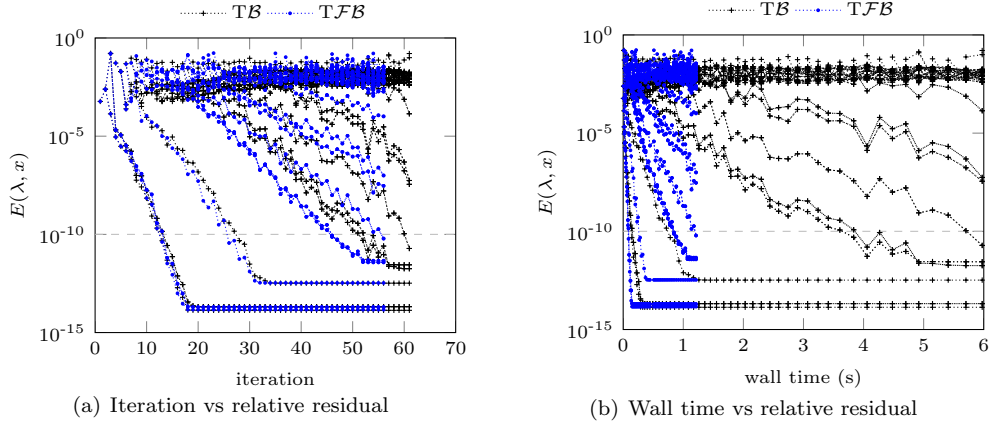 TB TFB
10^0
10^-5
10^-10
10^-15
E(λ, x)
0 10 20 30 40 50 60 70
iteration
(a) Iteration vs relative residual
TB TFB
10^0
10^-5
10^-10
10^-15
E(λ, x)
0 1 2 3 4 5 6
wall time (s)
(b) Wall time vs relative residual